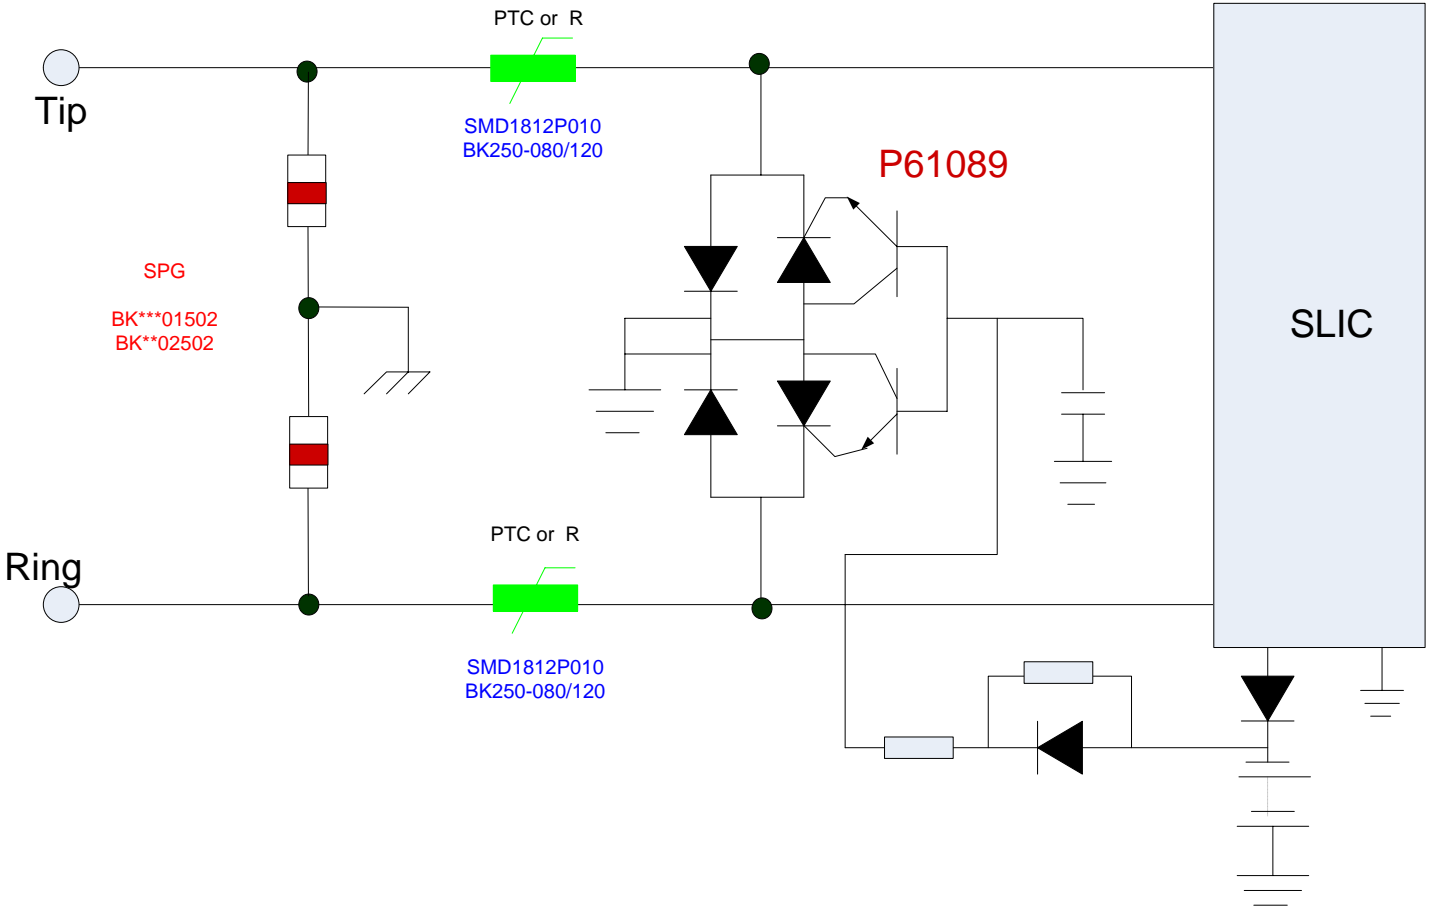 PTC or R
Tip
SMD1812P010
BK250-080/120
P61089
SPG
BK***01502
BK**02502
SLIC
PTC or R
Ring
SMD1812P010
BK250-080/120